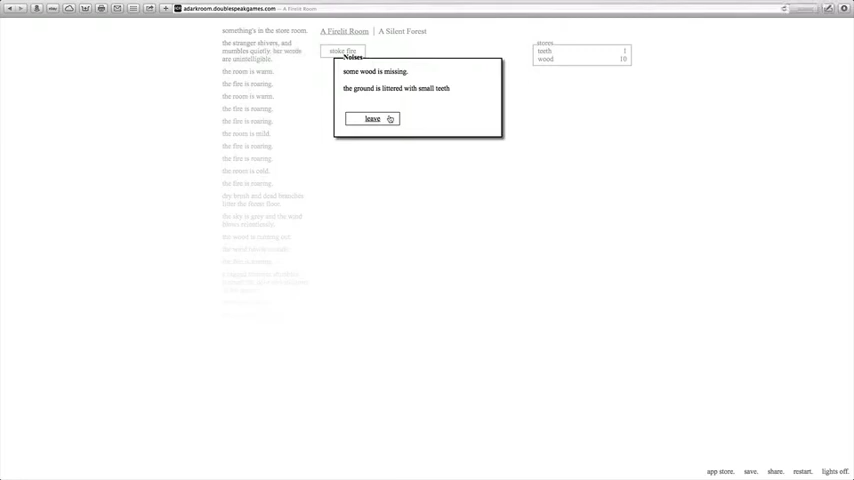 adarkroom.doublespeakgames.com — A Firelit Room
something's in the store room.
the stranger shivers, and
mumbles quietly. her words
are unintelligible.
the room is warm.
the fire is roaring.
the room is warm.
the fire is roaring.
the fire is roaring.
the room is mild.
the fire is roaring.
the fire is roaring.
the room is cold.
the fire is roaring.
dry brush and dead branches
litter the forest floor.
the sky is grey and the wind
blows relentlessly.
the wood is running out.
the fire is roaring.
A Firelit Room | A Silent Forest
stoke fire
Noises
some wood is missing.
the ground is littered with small teeth
leave
stores
teeth 1
wood 10
app store. save. share. restart. lights off.